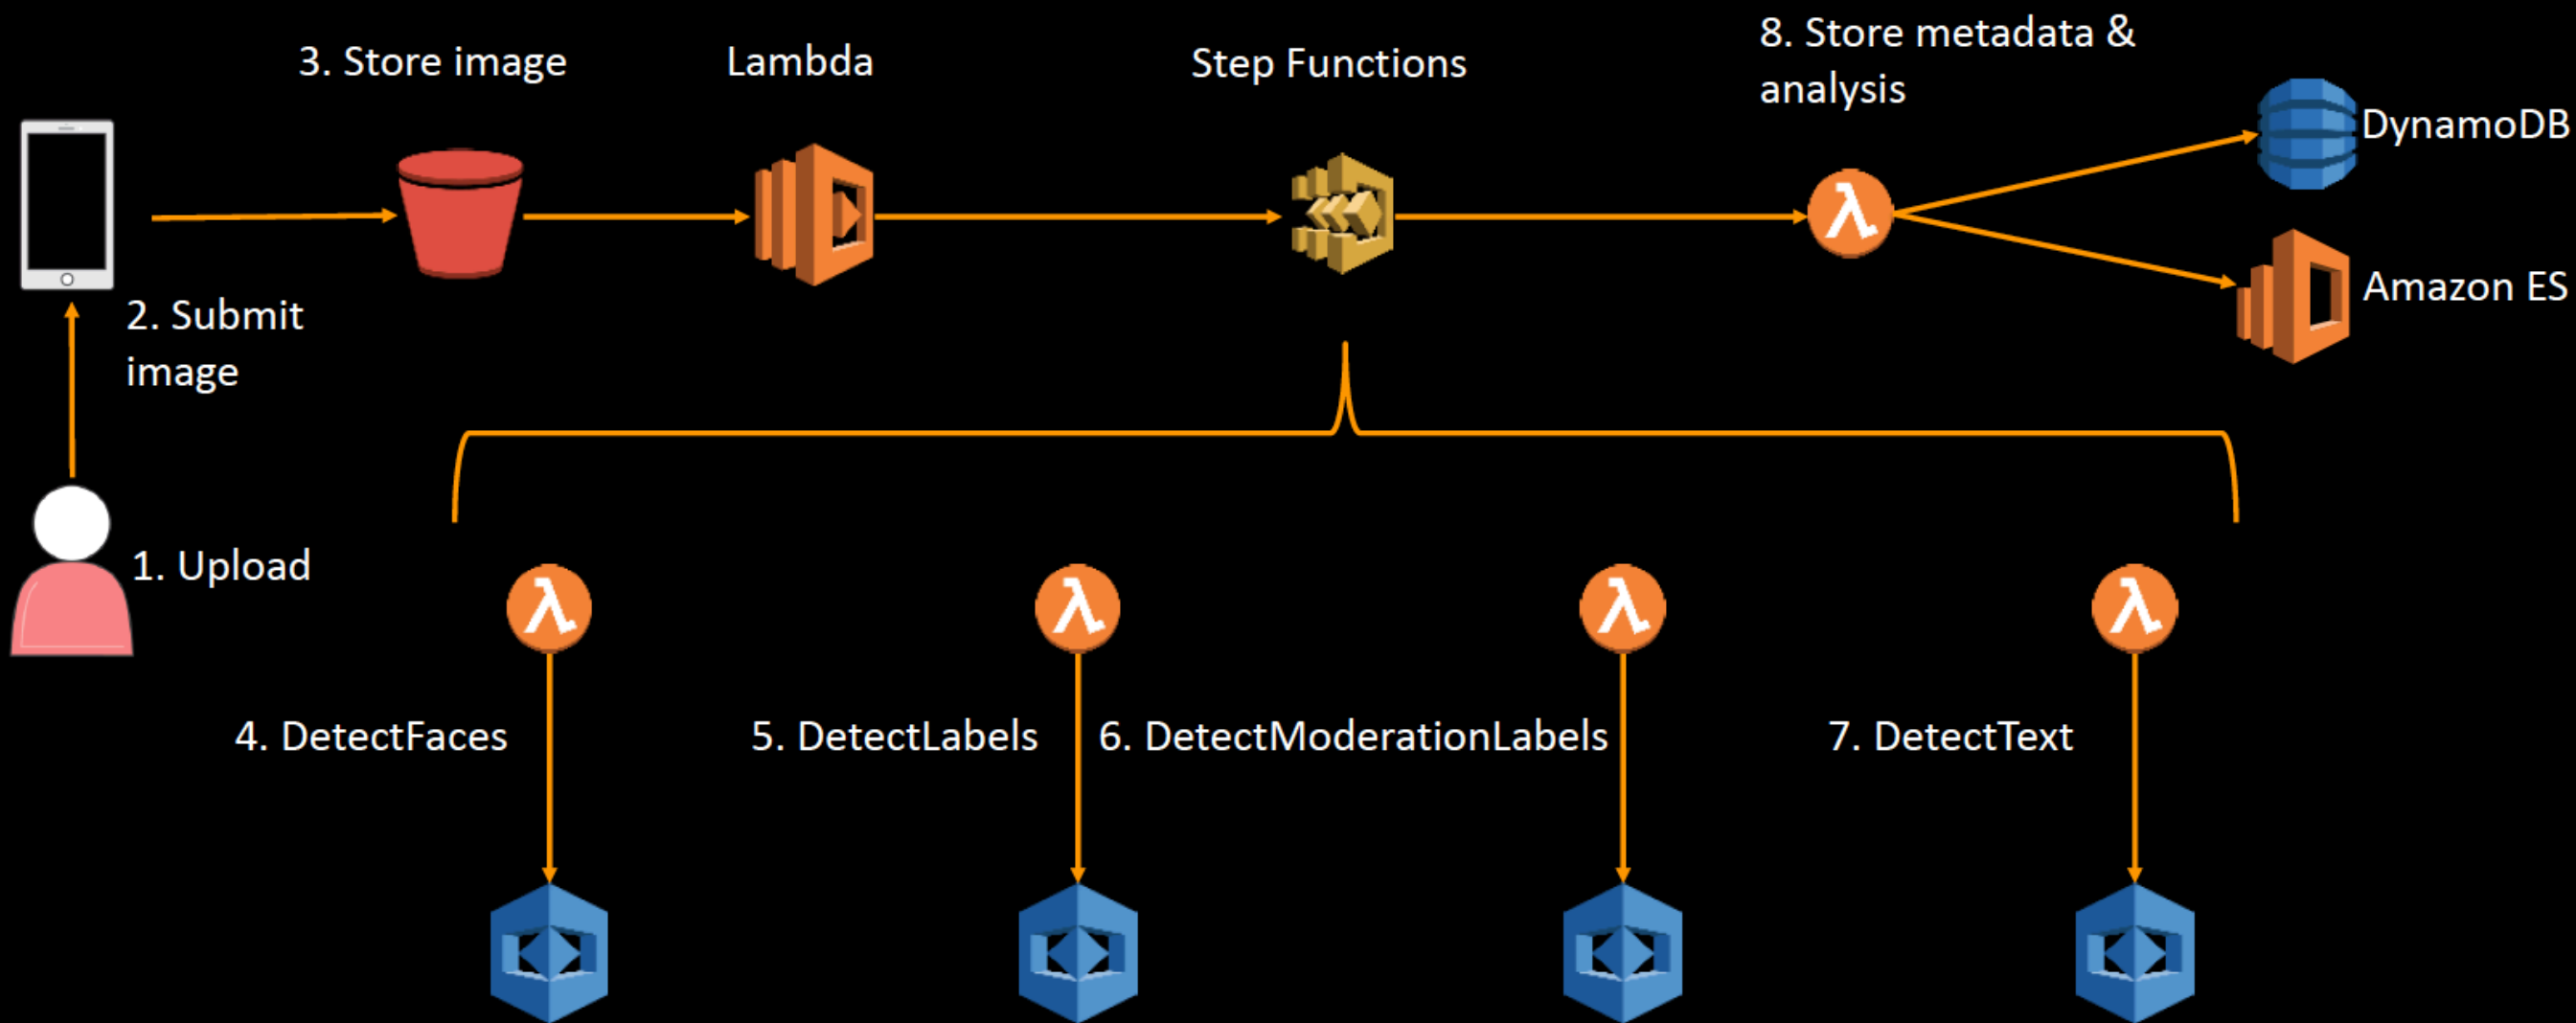 3. Store image
Lambda
Step Functions
8. Store metadata &
analysis
DynamoDB
Amazon ES
2. Submit
image
1. Upload
λ
λ
λ
λ
λ
4. DetectFaces
5. DetectLabels
6. DetectModerationLabels
7. DetectText